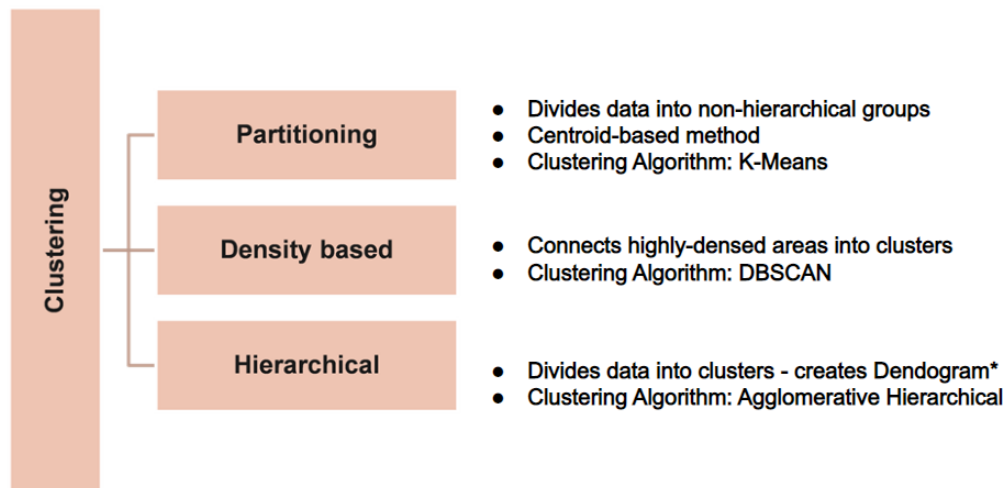 Clustering
Partitioning
● Divides data into non-hierarchical groups
● Centroid-based method
● Clustering Algorithm: K-Means
Density based
● Connects highly-densed areas into clusters
● Clustering Algorithm: DBSCAN
Hierarchical
● Divides data into clusters - creates Dendogram*
● Clustering Algorithm: Agglomerative Hierarchical